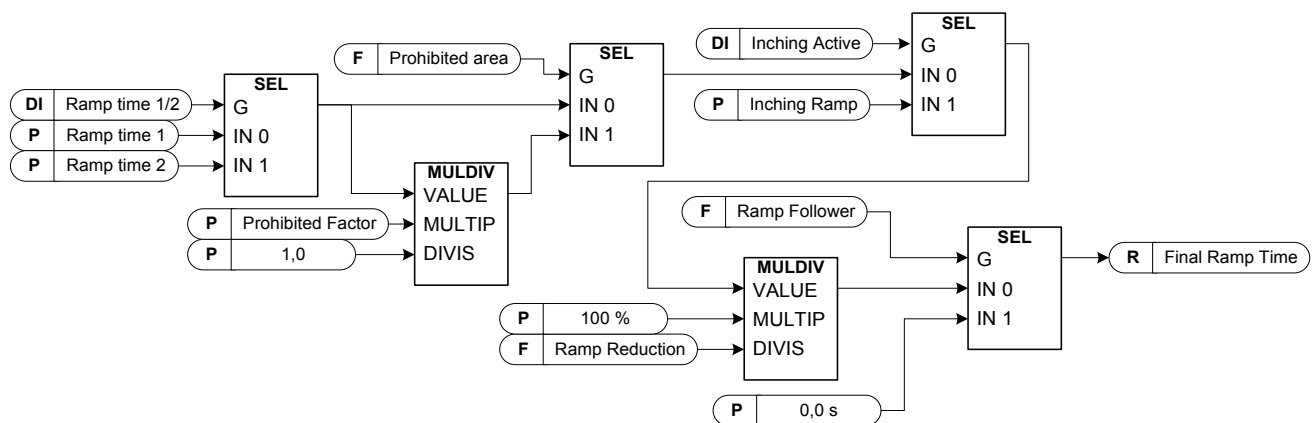 SEL
DI Inching Active
G
IN 0
P Inching Ramp
IN 1
SEL
F Prohibited area
G
IN 0
IN 1
SEL
DI Ramp time 1/2
G
P Ramp time 1
IN 0
P Ramp time 2
IN 1
MULDIV
VALUE
P Prohibited Factor
MULTIP
P 1,0
DIVIS
F Ramp Follower
SEL
G
R Final Ramp Time
IN 0
IN 1
MULDIV
VALUE
P 100 %
MULTIP
F Ramp Reduction
DIVIS
P 0,0 s